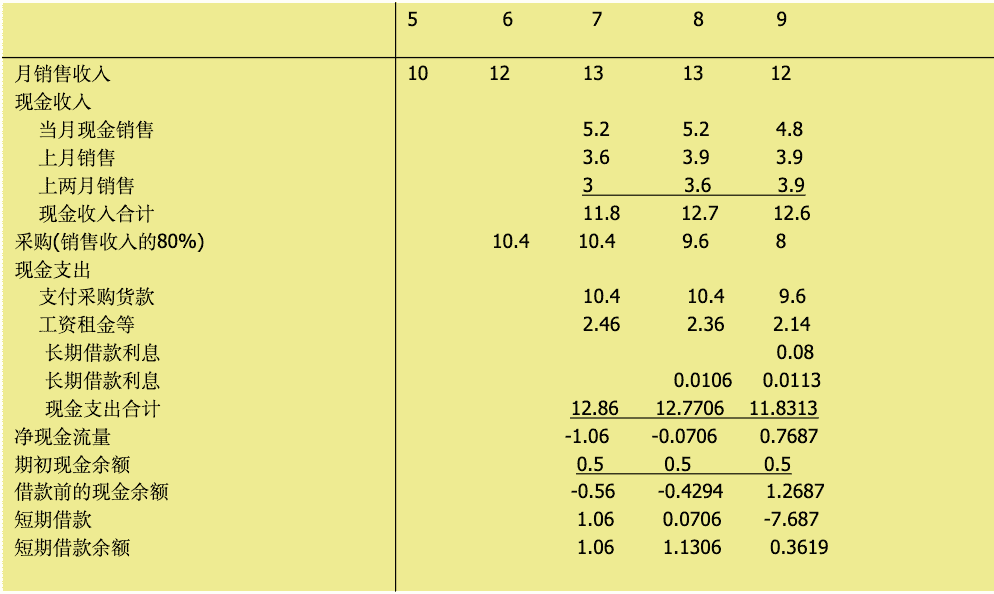 5 6 7 8 9
月销售收入 10 12 13 13 12
现金收入
当月现金销售 5.2 5.2 4.8
上月销售 3.6 3.9 3.9
上两月销售 3 3.6 3.9
现金收入合计 11.8 12.7 12.6
采购(销售收入的80%) 10.4 10.4 9.6 8
现金支出
支付采购货款 10.4 10.4 9.6
工资租金等 2.46 2.36 2.14
长期借款利息 0.08
长期借款利息 0.0106 0.0113
现金支出合计 12.86 12.7706 11.8313
净现金流量 -1.06 -0.0706 0.7687
期初现金余额 0.5 0.5 0.5
借款前的现金余额 -0.56 -0.4294 1.2687
短期借款 1.06 0.0706 -7.687
短期借款余额 1.06 1.1306 0.3619